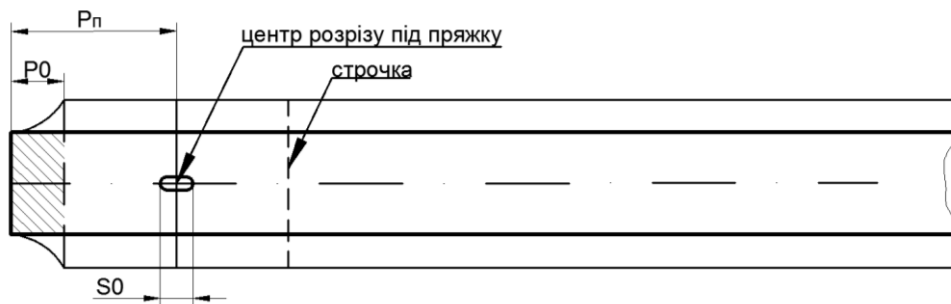 Pп
центр розрізу під пряжку
P0
строчка
S0